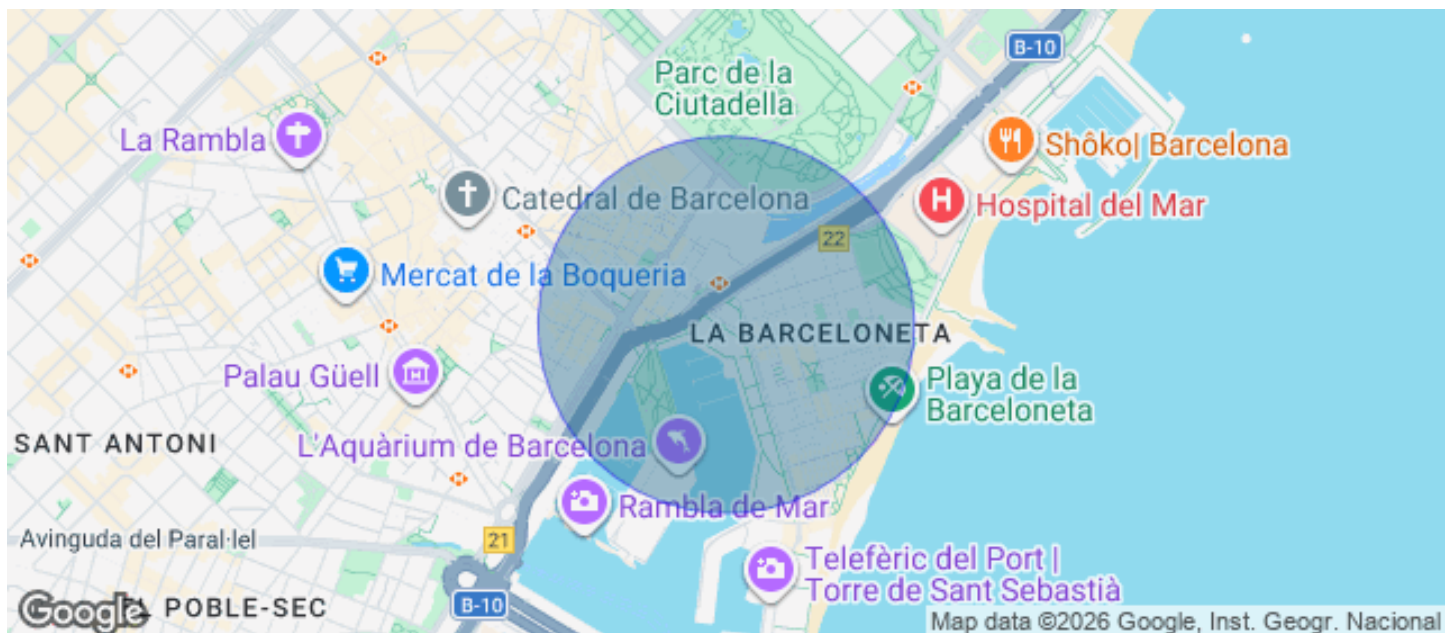 B-10
Parc de la
Ciutadella
La Rambla
Shôko| Barcelona
Catedral de Barcelona
Hospital del Mar
22
Mercat de la Boqueria
LA BARCELONETA
Palau Güell
Playa de la
Barceloneta
SANT ANTONI
L'Aquàrium de Barcelona
Rambla de Mar
Avinguda del Paral·lel
21
Telefèric del Port |
Torre de Sant Sebastià
Google
POBLE-SEC
B-10
Map data ©2026 Google, Inst. Geogr. Nacional